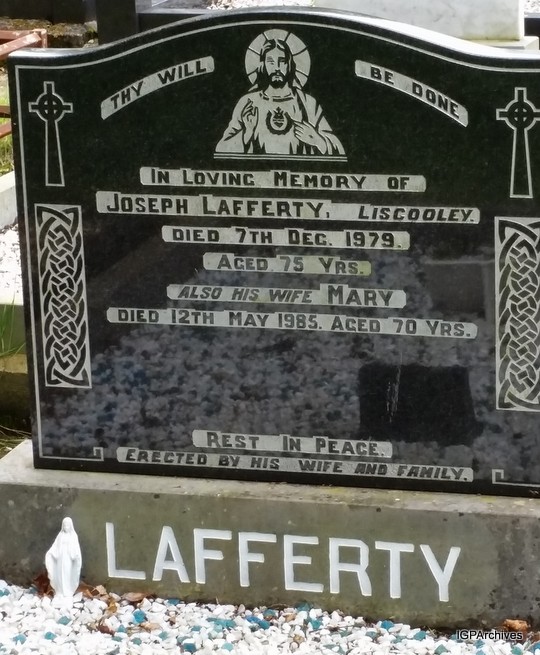 THY WILL BE DONE
IN LOVING MEMORY OF
JOSEPH LAFFERTY, LISCOOLEY.
DIED 7TH DEC. 1979.
AGED 75 YRS.
ALSO HIS WIFE MARY
DIED 12TH MAY 1985. AGED 70 YRS.
REST IN PEACE.
ERECTED BY HIS WIFE AND FAMILY.
LAFFERTY
IGPArchives